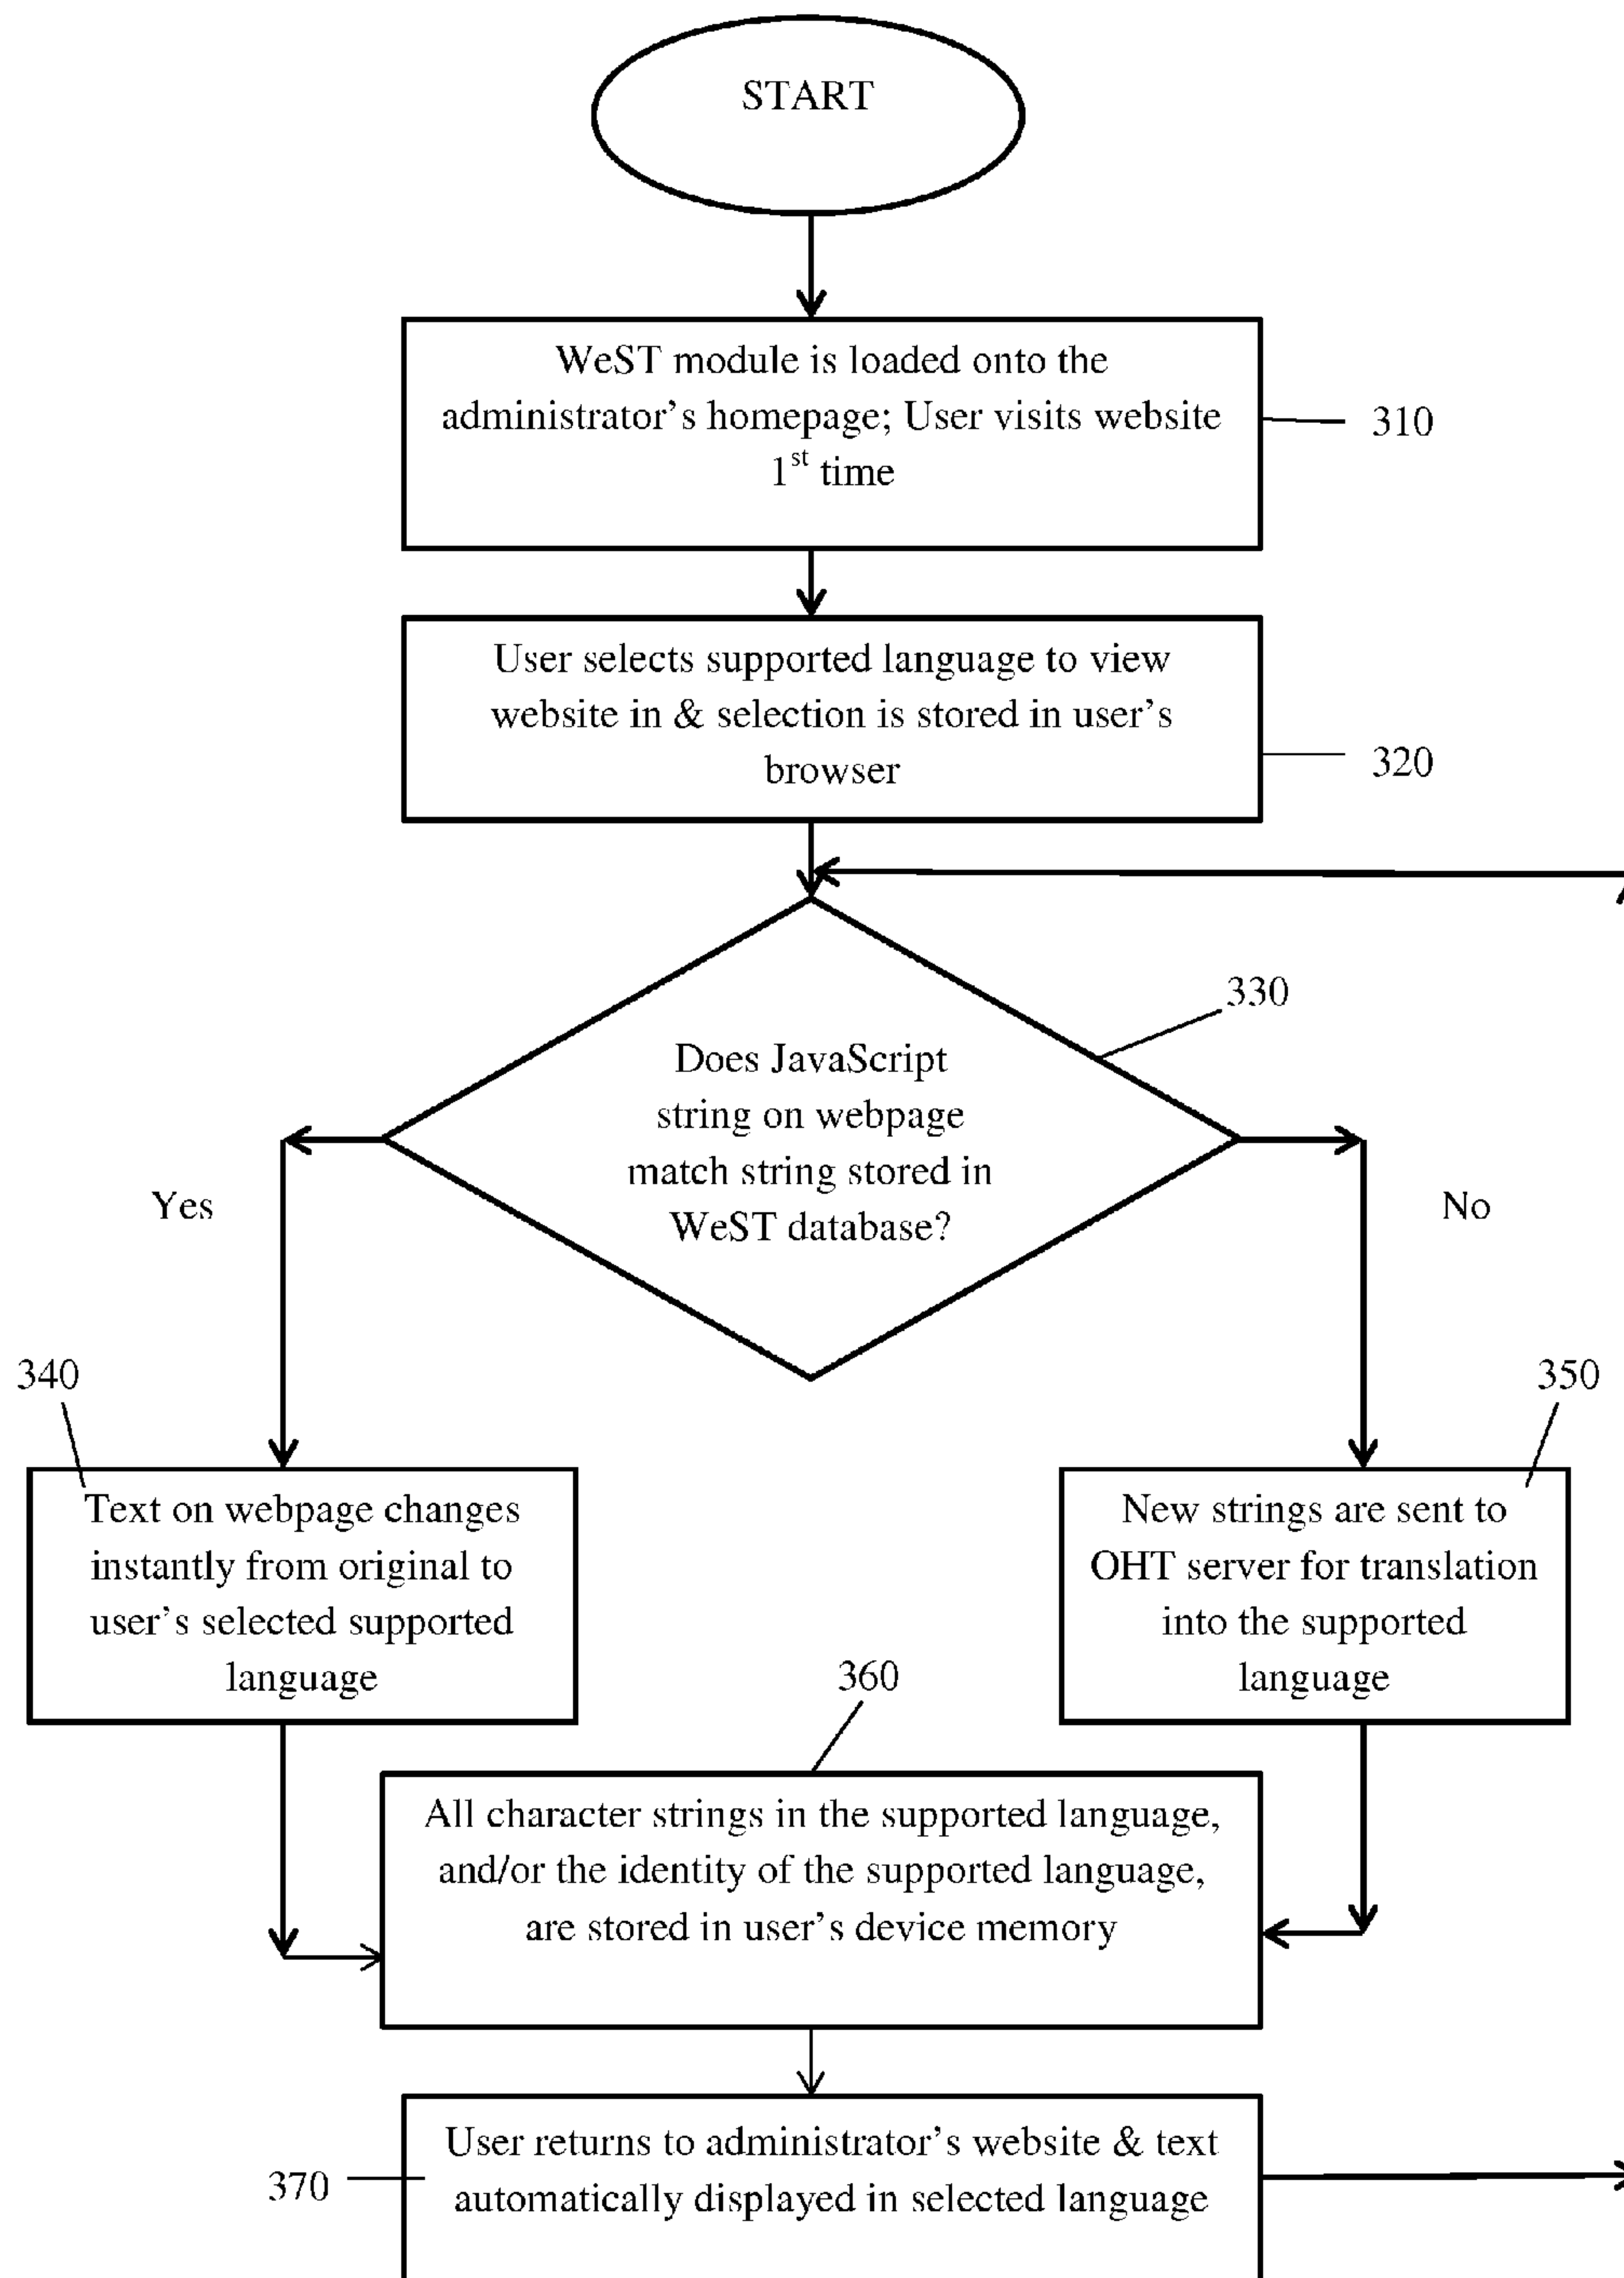 START
WeST module is loaded onto the
administrator's homepage; User visits website
1st time
310
User selects supported language to view
website in & selection is stored in user's
browser
320
330
Does JavaScript
string on webpage
match string stored in
WeST database?
Yes
No
340
350
Text on webpage changes
instantly from original to
user's selected supported
language
New strings are sent to
OHT server for translation
into the supported
language
360
All character strings in the supported language,
and/or the identity of the supported language,
are stored in user's device memory
User returns to administrator's website & text
automatically displayed in selected language
370